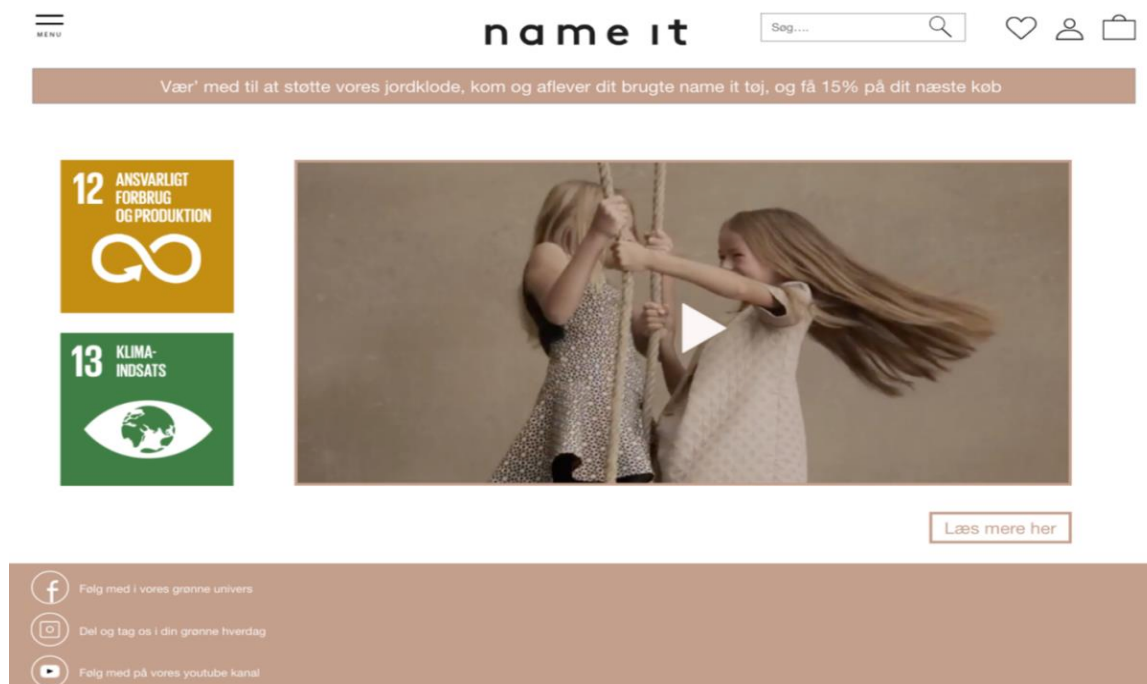 MENU
name it
Søg....
Vær' med til at støtte vores jordklode, kom og aflever dit brugte name it tøj, og få 15% på dit næste køb
12 ANSVARLIGT
FORBRUG
OG PRODUKTION
13 KLIMA-
INDSATS
Læs mere her
Følg med i vores grønne univers
Del og tag os i din grønne hverdag
Følg med på vores youtube kanal